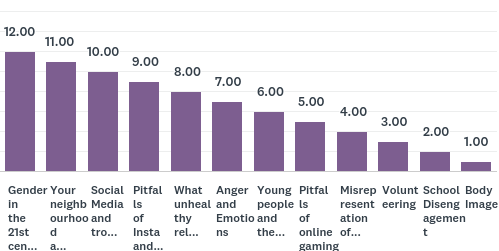 12.00
11.00
10.00
9.00
8.00
7.00
6.00
5.00
4.00
3.00
2.00
1.00
Gender
in
the
21st
cen...
Your
neighb
ourhoo
d
a...
Social
Media
and
tro...
Pitfal
ls
of
Insta
and...
What
unheal
thy
rel...
Anger
and
Emotio
ns
Young
people
and
the...
Pitfal
ls
of
online
gaming
Misrep
resent
ation
of...
Volunt
eering
School
Diseng
agemen
t
Body
Image